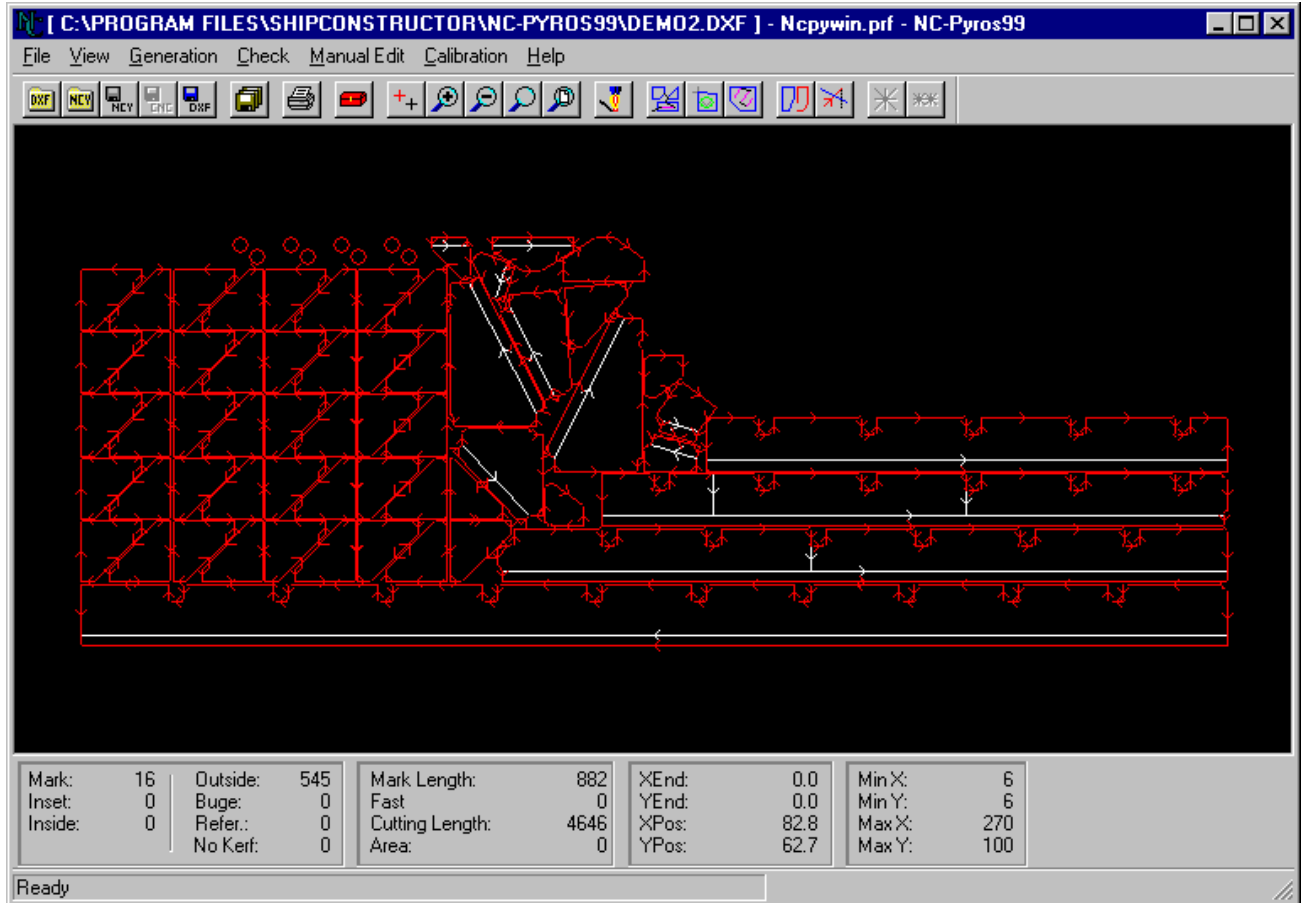 [ C:\PROGRAM FILES\SHIPCONSTRUCTOR\NC-PYROS99\DEMO2.DXF ] - Ncpywin.prf - NC-Pyros99
File View Generation Check Manual Edit Calibration Help
DXF NCY NCY CNC DXF
Mark: 16 Outside: 545 Mark Length: 882 XEnd: 0.0 Min X: 6
Inset: 0 Buge: 0 Fast 0 YEnd: 0.0 Min Y: 6
Inside: 0 Refer.: 0 Cutting Length: 4646 XPos: 82.8 Max X: 270
No Kerf: 0 Area: 0 YPos: 62.7 Max Y: 100
Ready